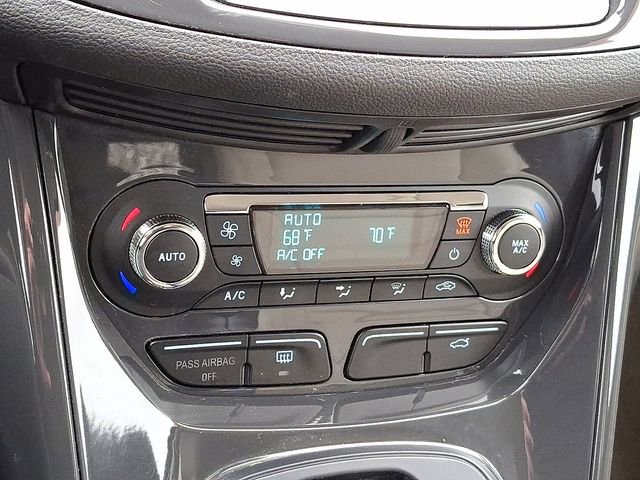 AUTO
68°F 70°F
A/C OFF
MAX
AUTO
MAX
A/C
A/C
PASS AIRBAG
OFF